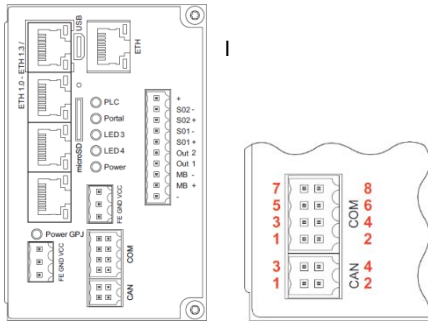 ETH 1.0 - ETH 1.3 /
USB
ETH
microSD
PLC
Portal
LED 3
LED 4
Power
+
S02 -
S02 +
S01 -
S01 +
Out 2
Out 1
MB -
MB +
-
FE GND VCC
Power GPJ
FE GND VCC
COM
CAN
I
7 8
5 6
3 4
1 2
COM
3 4
1 2
CAN